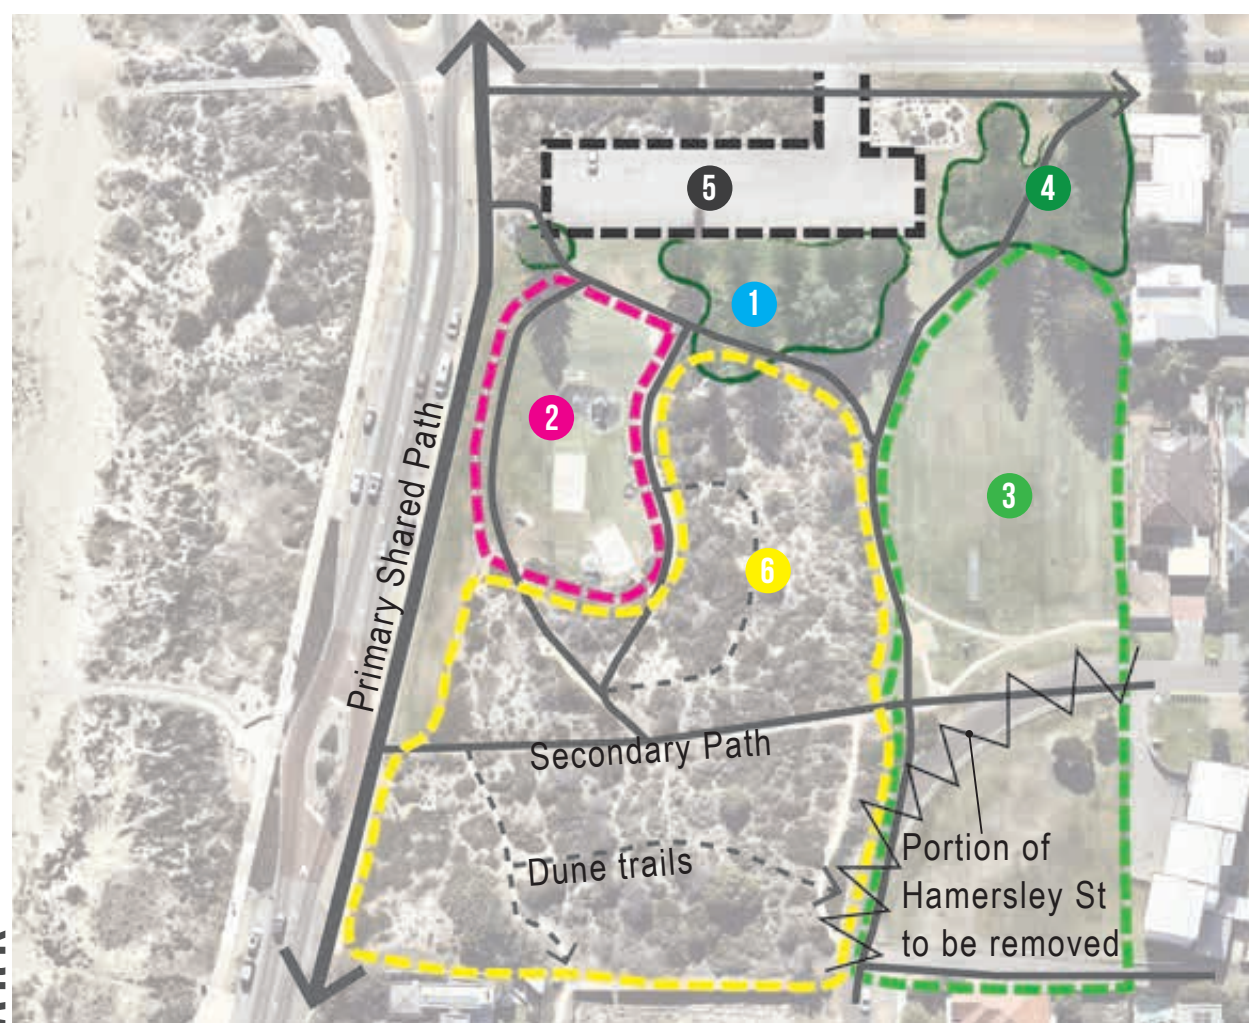 5
4
1
2
3
6
Primary Shared Path
Secondary Path
Dune trails
Portion of
Hamersley St
to be removed